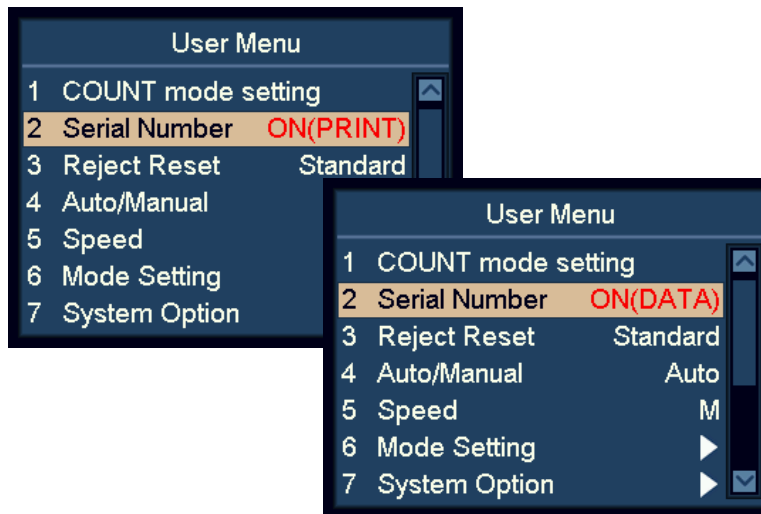 User Menu
1 COUNT mode setting
2 Serial Number ON(PRINT)
3 Reject Reset Standard
4 Auto/Manual
5 Speed
6 Mode Setting
7 System Option
User Menu
1 COUNT mode setting
2 Serial Number ON(DATA)
3 Reject Reset Standard
4 Auto/Manual Auto
5 Speed M
6 Mode Setting
7 System Option